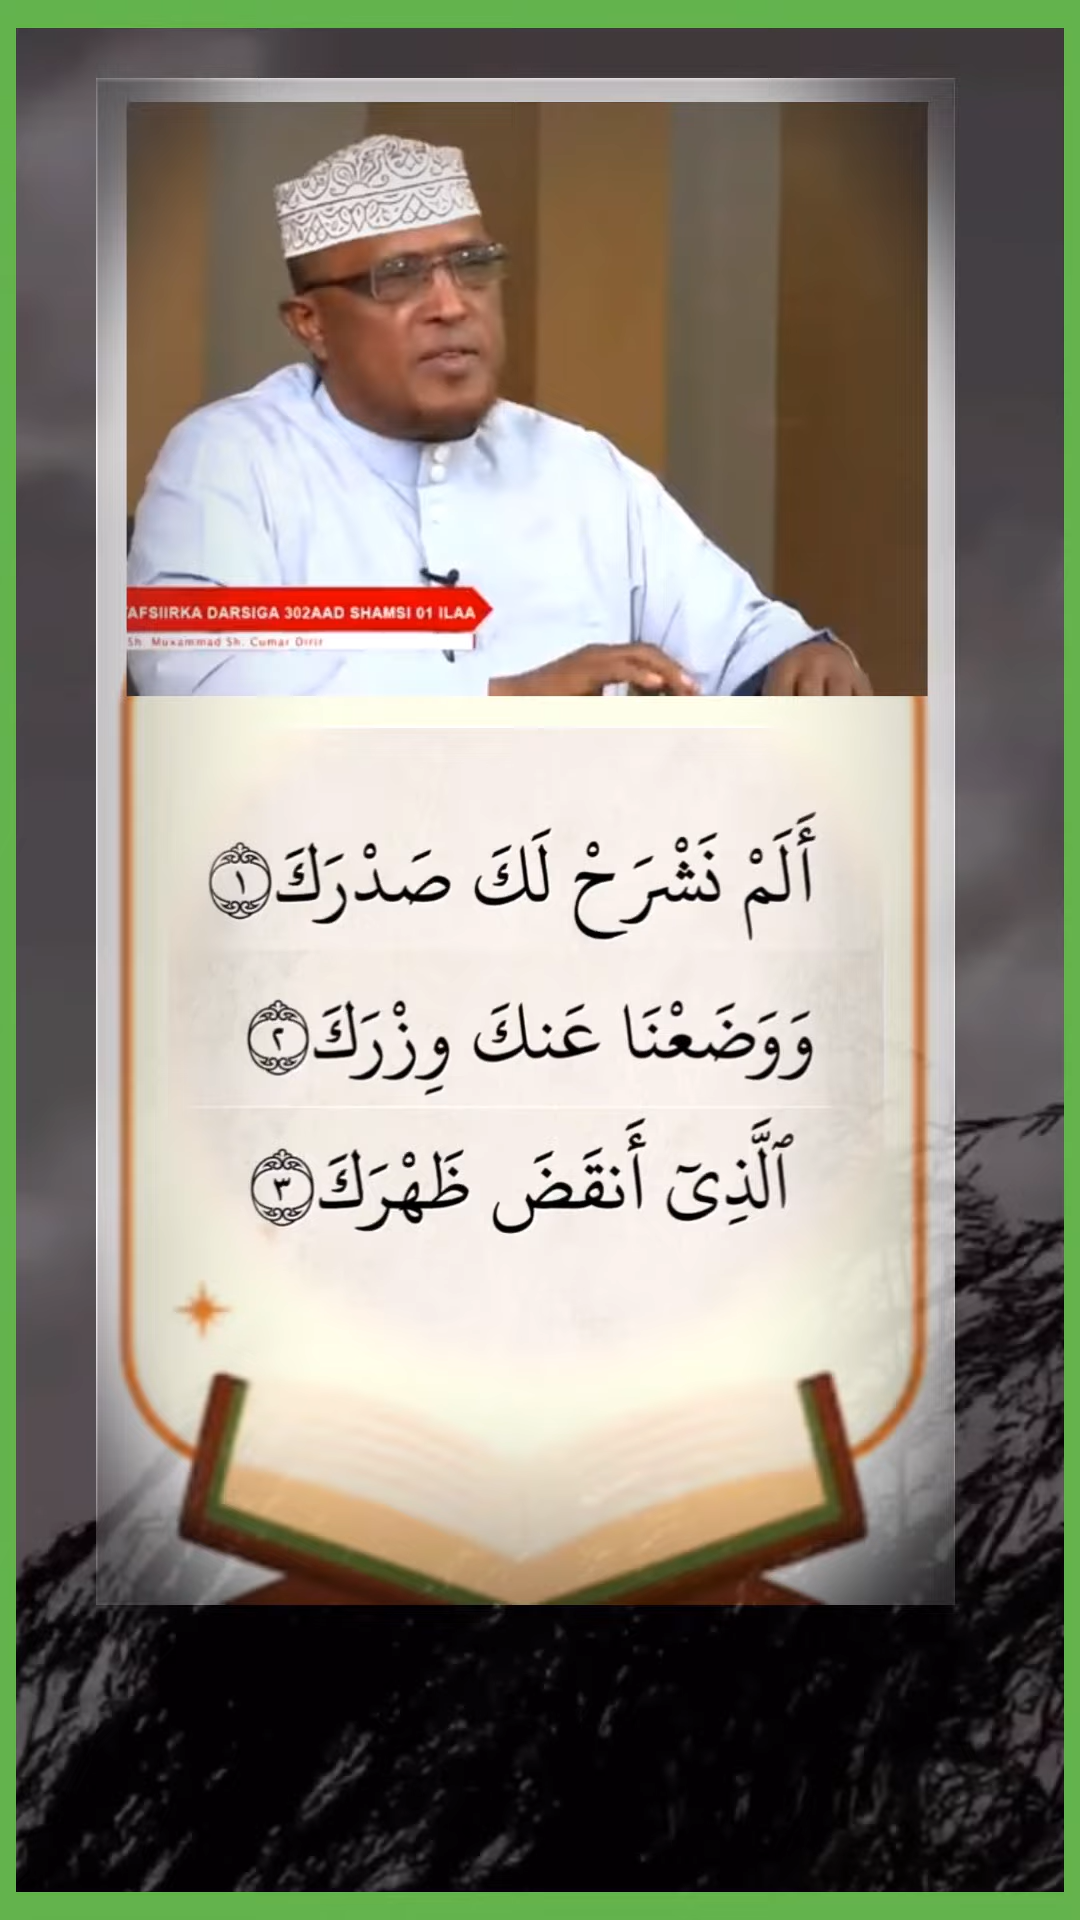 AFSIIRKA DARSIGA 302AAD SHAMSI 01 ILAA
Sh Muxammad Sh. Cumar Dirir
أَلَمْ نَشْرَحْ لَكَ صَدْرَكَ ١
وَوَضَعْنَا عَنكَ وِزْرَكَ ٢
ٱلَّذِىٓ أَنقَضَ ظَهْرَكَ ٣